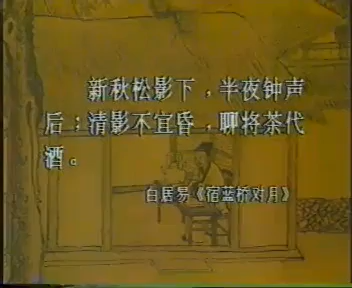 新秋松影下，半夜钟声
后；清影不宜昏，聊将茶代
酒。
白居易《宿蓝桥对月》